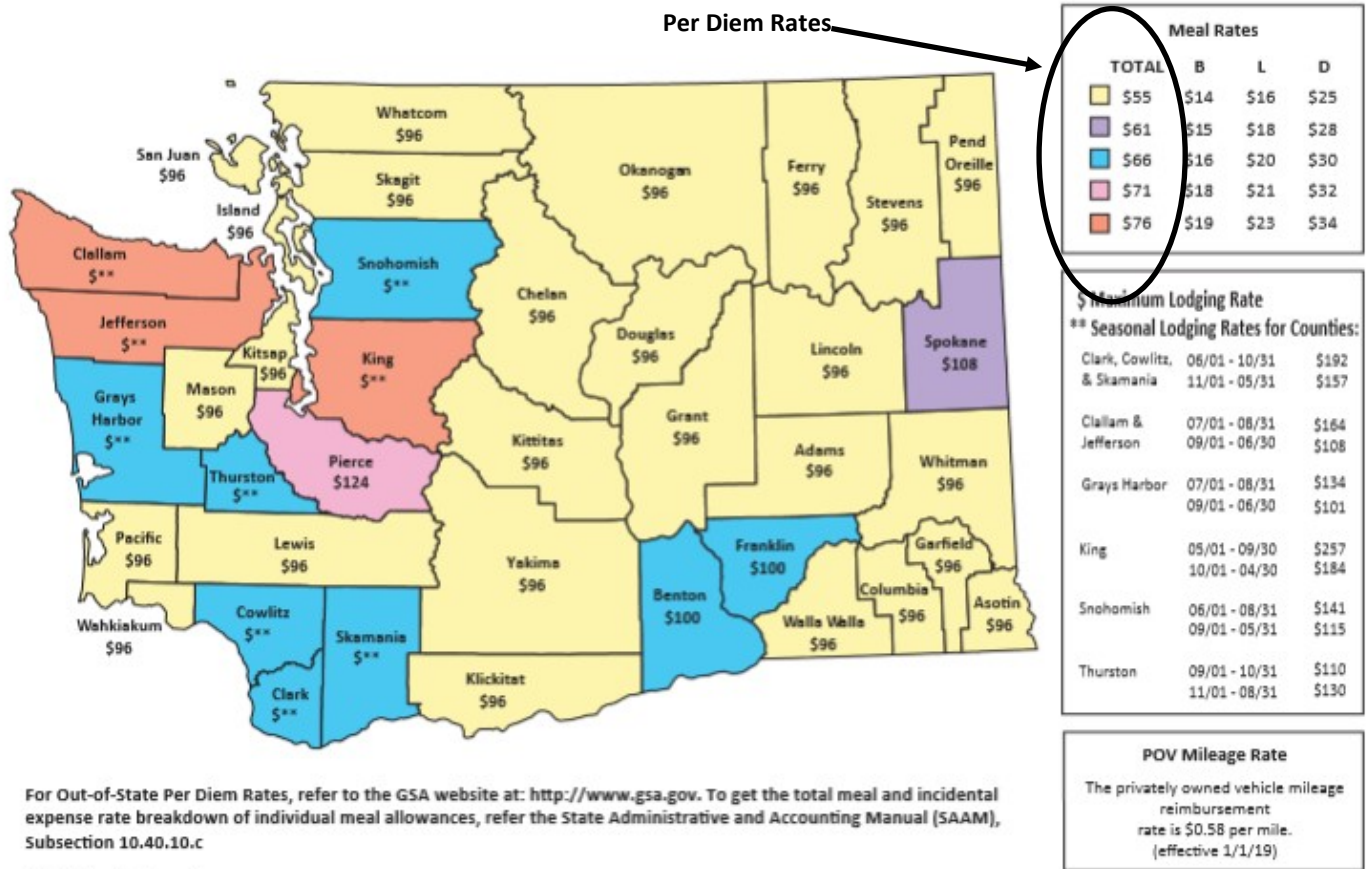 Per Diem Rates
Meal Rates
TOTAL B L D
$55 $14 $16 $25
$61 $15 $18 $28
$66 $16 $20 $30
$71 $18 $21 $32
$76 $19 $23 $34
Whatcom
$96
San Juan
$96
Skagit
$96
Island
$96
Okanogan
$96
Ferry
$96
Stevens
$96
Pend
Oreille
$96
Clallam
$**
Jefferson
$**
Snohomish
$**
Chelan
$96
Douglas
$96
Lincoln
$96
Spokane
$108
Kitsap
$96
King
$**
Mason
$96
Grays
Harbor
$**
Grant
$96
Kittitas
$96
Adams
$96
Whitman
$96
Pierce
$124
Thurston
$**
Pacific
$96
Lewis
$96
Yakima
$96
Franklin
$100
Benton
$100
Garfield
$96
Columbia
$96
Asotin
$96
Walla Walla
$96
Wahkiakum
$96
Cowlitz
$**
Skamania
$**
Clark
$**
Klickitat
$96
$ Maximum Lodging Rate
** Seasonal Lodging Rates for Counties:
Clark, Cowlitz, 06/01 - 10/31 $192
& Skamania 11/01 - 05/31 $157
Clallam & 07/01 - 08/31 $164
Jefferson 09/01 - 06/30 $108
Grays Harbor 07/01 - 08/31 $134
09/01 - 06/30 $101
King 05/01 - 09/30 $257
10/01 - 04/30 $184
Snohomish 06/01 - 08/31 $141
09/01 - 05/31 $115
Thurston 09/01 - 10/31 $110
11/01 - 08/31 $130
POV Mileage Rate
The privately owned vehicle mileage
reimbursement
rate is $0.58 per mile.
(effective 1/1/19)
For Out-of-State Per Diem Rates, refer to the GSA website at: http://www.gsa.gov. To get the total meal and incidental
expense rate breakdown of individual meal allowances, refer the State Administrative and Accounting Manual (SAAM),
Subsection 10.40.10.c